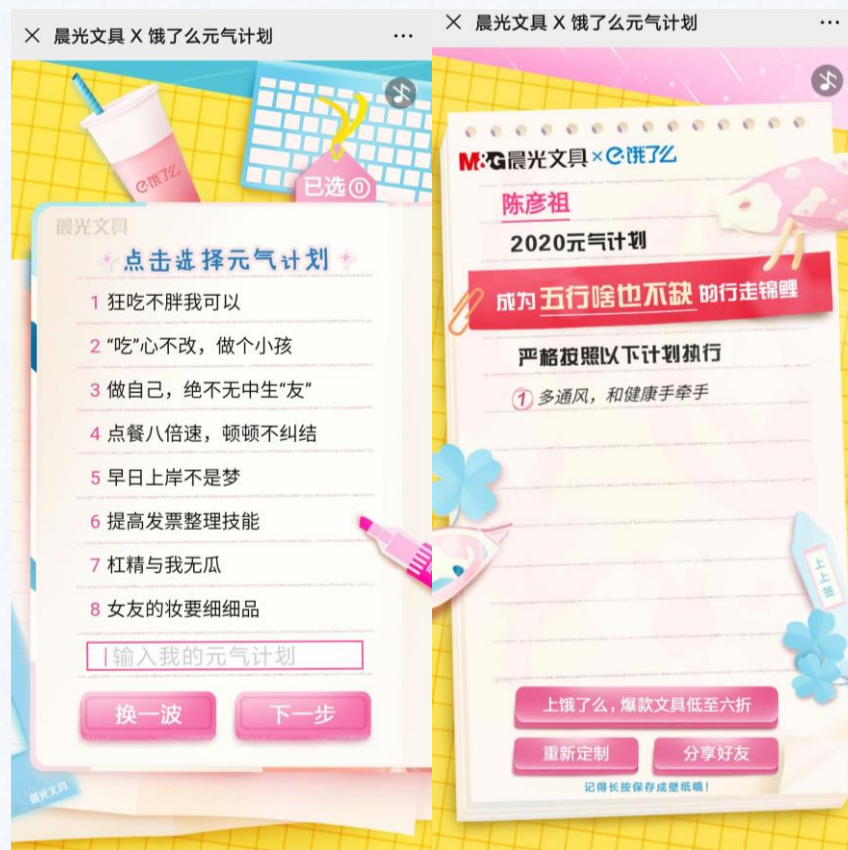 晨光文具 X 饿了么元气计划
饿了么
已选0
晨光文具
点击选择元气计划
1 狂吃不胖我可以
2 “吃”心不改，做个小孩
3 做自己，绝不无中生“友”
4 点餐八倍速，顿顿不纠结
5 早日上岸不是梦
6 提高发票整理技能
7 杠精与我无瓜
8 女友的妆要细细品
输入我的元气计划
换一波
下一步
晨光文具
晨光文具 X 饿了么元气计划
M&G晨光文具×饿了么
陈彦祖
2020元气计划
成为 五行啥也不缺 的行走锦鲤
严格按照以下计划执行
1 多通风，和健康手牵手
上上签
上饿了么，爆款文具低至六折
重新定制
分享好友
记得长按保存成壁纸哦！